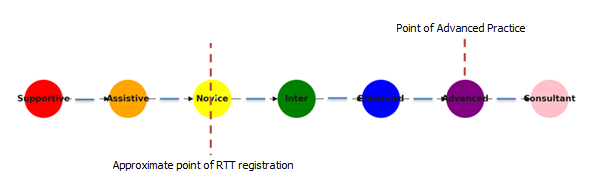 Point of Advanced Practice
Supportive Assistive Novice Inter Enhanced Advanced Consultant
Approximate point of RTT registration